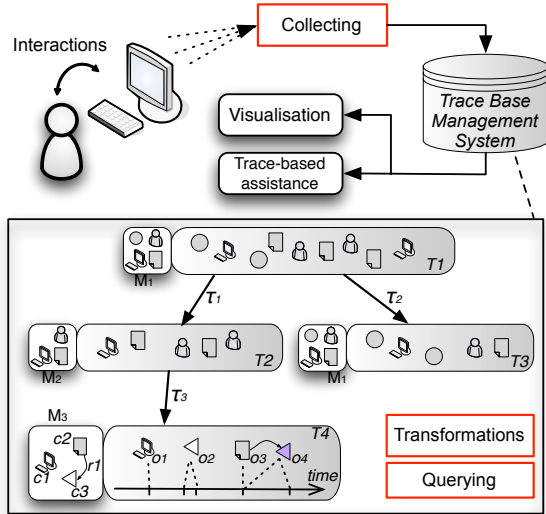 Interactions
Collecting
Visualisation
Trace-based
assistance
Trace Base
Management
System
M1
T1
τ1
τ2
M2
T2
M1
T3
τ3
M3
c2
c1
r1
c3
T4
o1
o2
o3
o4
time
Transformations
Querying